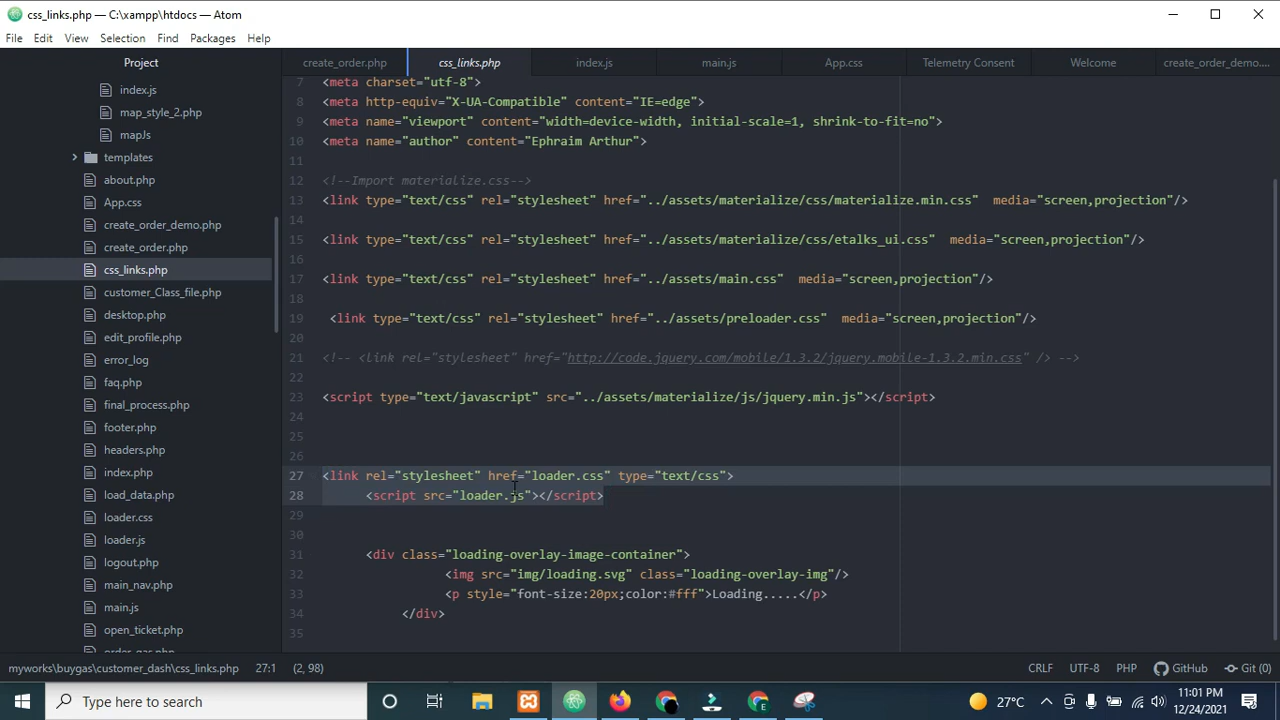 css_links.php — C:\xampp\htdocs — Atom
File Edit View Selection Find Packages Help
Project
create_order.php css_links.php index.js main.js App.css Telemetry Consent Welcome create_order_demo....
index.js
map_style_2.php
mapJs
templates
about.php
App.css
create_order_demo.php
create_order.php
css_links.php
customer_Class_file.php
desktop.php
edit_profile.php
error_log
faq.php
final_process.php
footer.php
headers.php
index.php
load_data.php
loader.css
loader.js
logout.php
main_nav.php
main.js
open_ticket.php
7 <meta charset="utf-8">
8 <meta http-equiv="X-UA-Compatible" content="IE=edge">
9 <meta name="viewport" content="width=device-width, initial-scale=1, shrink-to-fit=no">
10 <meta name="author" content="Ephraim Arthur">
11
12 <!--Import materialize.css-->
13 <link type="text/css" rel="stylesheet" href="../assets/materialize/css/materialize.min.css"  media="screen,projection"/>
14
15 <link type="text/css" rel="stylesheet" href="../assets/materialize/css/etalks_ui.css"  media="screen,projection"/>
16
17 <link type="text/css" rel="stylesheet" href="../assets/main.css"  media="screen,projection"/>
18
19 <link type="text/css" rel="stylesheet" href="../assets/preloader.css"  media="screen,projection"/>
20
21 <!-- <link rel="stylesheet" href="http://code.jquery.com/mobile/1.3.2/jquery.mobile-1.3.2.min.css" /> -->
22
23 <script type="text/javascript" src="../assets/materialize/js/jquery.min.js"></script>
24
25
26
27 <link rel="stylesheet" href="loader.css" type="text/css">
28 <script src="loader.js"></script>
29
30
31 <div class="loading-overlay-image-container">
32 <img src="img/loading.svg" class="loading-overlay-img"/>
33 <p style="font-size:20px;color:#fff">Loading.....</p>
34 </div>
35
myworks\buygas\customer_dash\css_links.php 27:1 (2, 98) CRLF UTF-8 PHP GitHub Git (0)
Type here to search
27°C
11:01 PM
12/24/2021